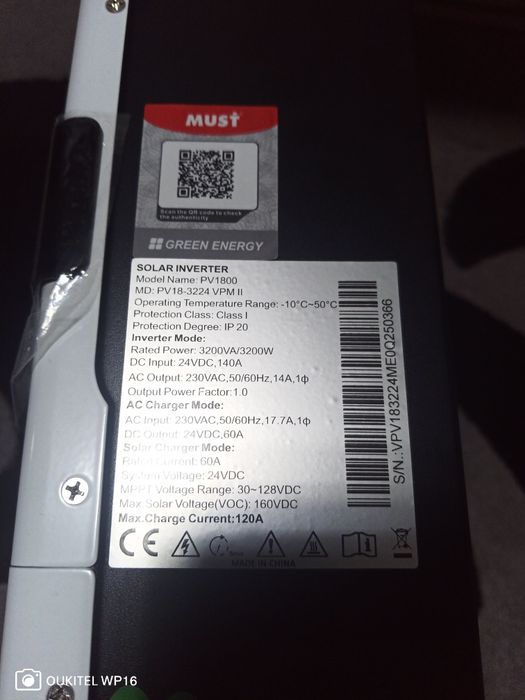 MUST
Scan the QR code to check
the authenticity
GREEN ENERGY
SOLAR INVERTER
Model Name: PV1800
MD: PV18-3224 VPM II
Operating Temperature Range: -10°C~50°C
Protection Class: Class I
Protection Degree: IP 20
Inverter Mode:
Rated Power: 3200VA/3200W
DC Input: 24VDC,140A
AC Output: 230VAC,50/60Hz,14A,1ϕ
Output Power Factor:1.0
AC Charger Mode:
AC Input: 230VAC,50/60Hz,17.7A,1ϕ
DC Output: 24VDC,60A
Solar Charger Mode:
Rated Current: 60A
System Voltage: 24VDC
MPPT Voltage Range: 30~128VDC
Max.Solar Voltage(VOC): 160VDC
Max.Charge Current:120A
CE
MADE IN CHINA
S/N.:VPV183224ME0Q250366
OUKITEL WP16